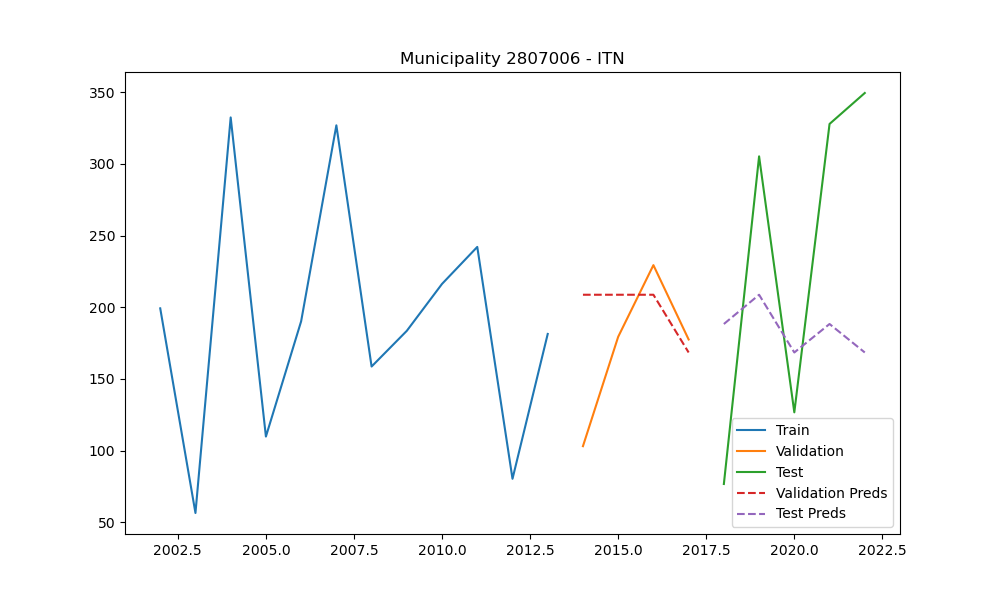 Municipality 2807006 - ITN
350
300
250
200
150
100
50
2002.5 2005.0 2007.5 2010.0 2012.5 2015.0 2017.5 2020.0 2022.5
Train
Validation
Test
Validation Preds
Test Preds